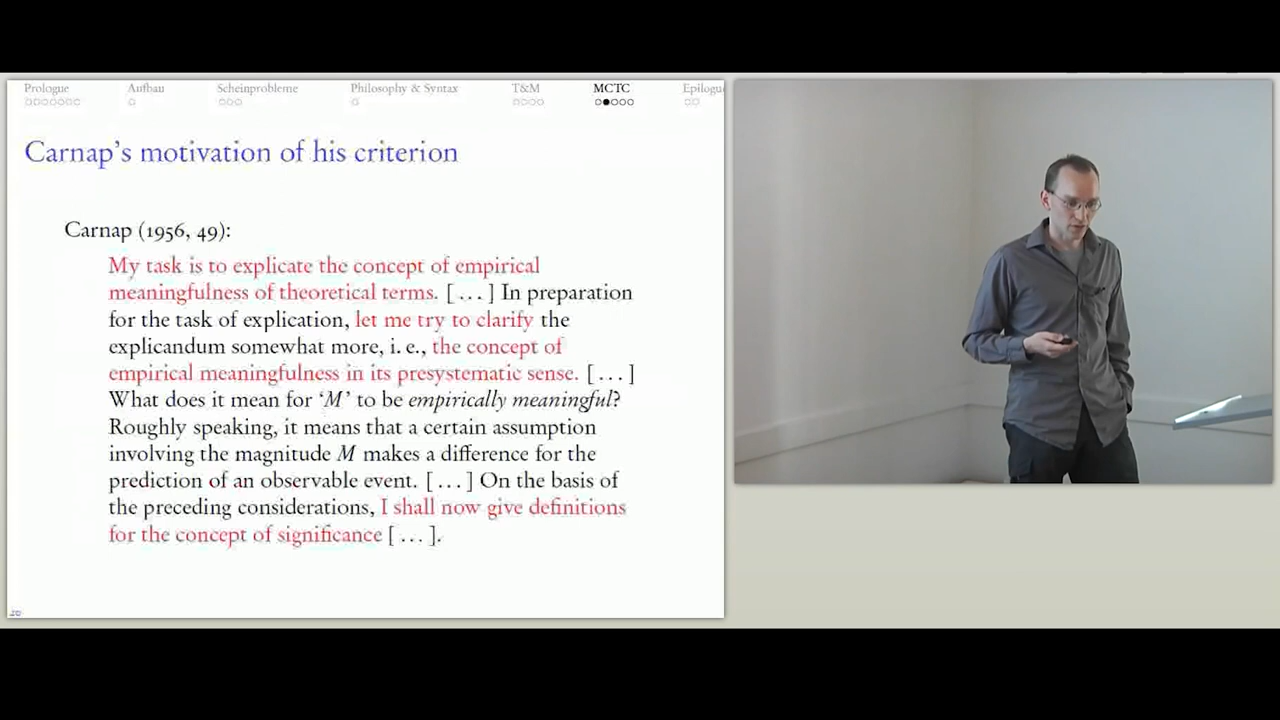 Prologue Aufbau Scheinprobleme Philosophy & Syntax T&M MCTC Epilogu
Carnap's motivation of his criterion
Carnap (1956, 49):
My task is to explicate the concept of empirical
meaningfulness of theoretical terms. [ … ] In preparation
for the task of explication, let me try to clarify the
explicandum somewhat more, i. e., the concept of
empirical meaningfulness in its presystematic sense. [ … ]
What does it mean for ‘M’ to be empirically meaningful?
Roughly speaking, it means that a certain assumption
involving the magnitude M makes a difference for the
prediction of an observable event. [ … ] On the basis of
the preceding considerations, I shall now give definitions
for the concept of significance [ … ].